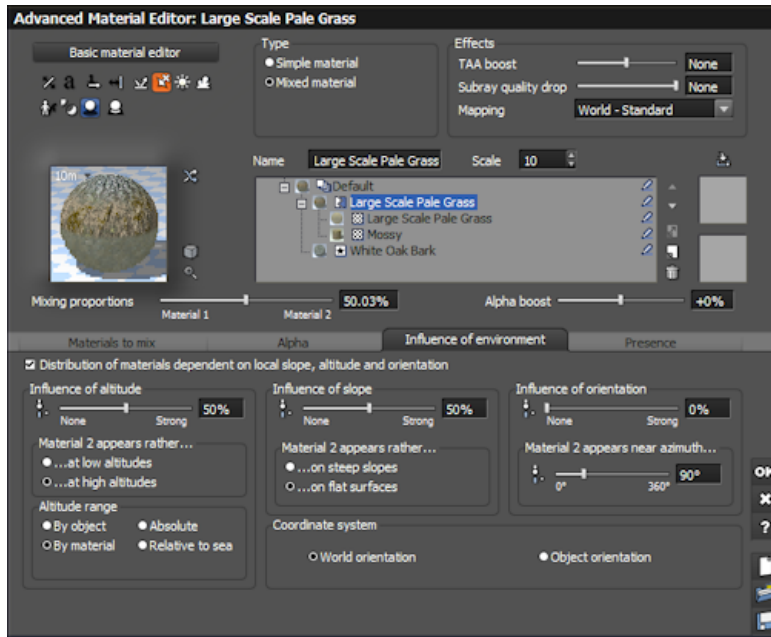 Advanced Material Editor: Large Scale Pale Grass
Basic material editor
Type
Simple material
Mixed material
Effects
TAA boost None
Subray quality drop None
Mapping World - Standard
10m
Name Large Scale Pale Grass Scale 10
Default
Large Scale Pale Grass
Large Scale Pale Grass
Mossy
White Oak Bark
Mixing proportions 50.03% Alpha boost +0%
Material 1 Material 2
Materials to mix Alpha Influence of environment Presence
Distribution of materials dependent on local slope, altitude and orientation
Influence of altitude
50%
None Strong
Material 2 appears rather...
...at low altitudes
...at high altitudes
Altitude range
By object Absolute
By material Relative to sea
Influence of slope
50%
None Strong
Material 2 appears rather...
...on steep slopes
...on flat surfaces
Influence of orientation
0%
None Strong
Material 2 appears near azimuth...
90°
0° 360°
Coordinate system
World orientation Object orientation
OK
?